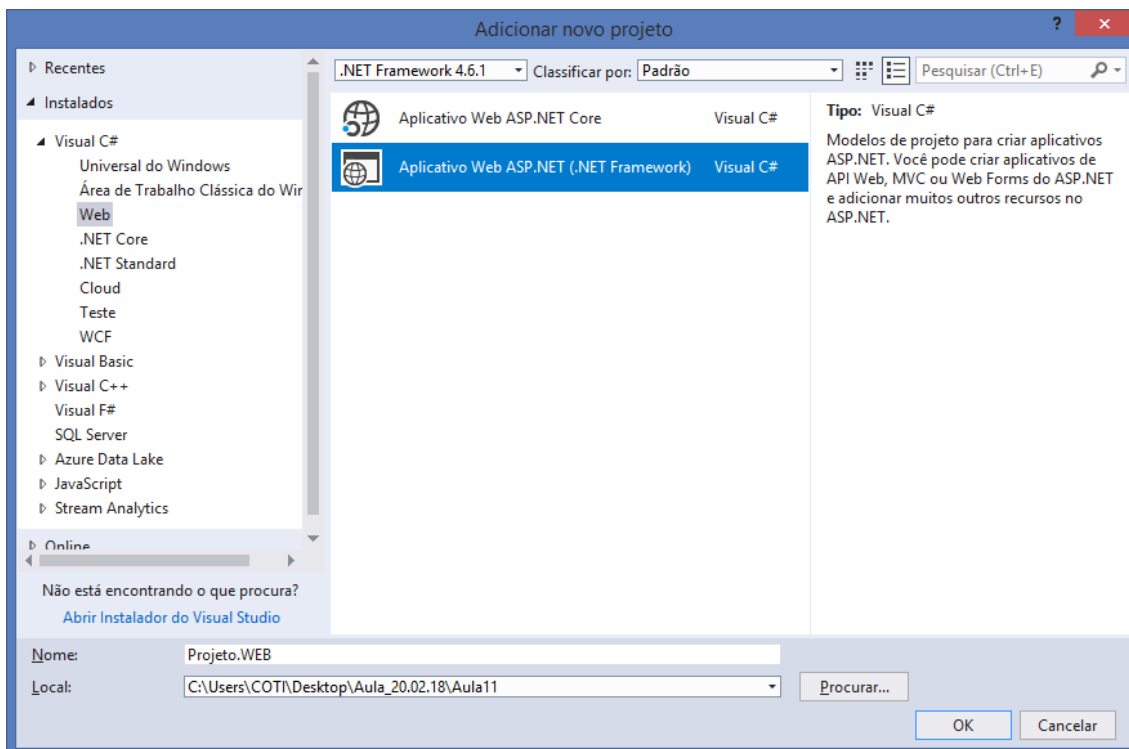 Adicionar novo projeto
?
Recentes
Instalados
Visual C#
Universal do Windows
Área de Trabalho Clássica do Wir
Web
.NET Core
.NET Standard
Cloud
Teste
WCF
Visual Basic
Visual C++
Visual F#
SQL Server
Azure Data Lake
JavaScript
Stream Analytics
Online
Não está encontrando o que procura?
Abrir Instalador do Visual Studio
.NET Framework 4.6.1 Classificar por: Padrão
Pesquisar (Ctrl+E)
Aplicativo Web ASP.NET Core Visual C#
Aplicativo Web ASP.NET (.NET Framework) Visual C#
Tipo: Visual C#
Modelos de projeto para criar aplicativos
ASP.NET. Você pode criar aplicativos de
API Web, MVC ou Web Forms do ASP.NET
e adicionar muitos outros recursos no
ASP.NET.
Nome: Projeto.WEB
Local: C:\Users\COTI\Desktop\Aula_20.02.18\Aula11
Procurar...
OK Cancelar